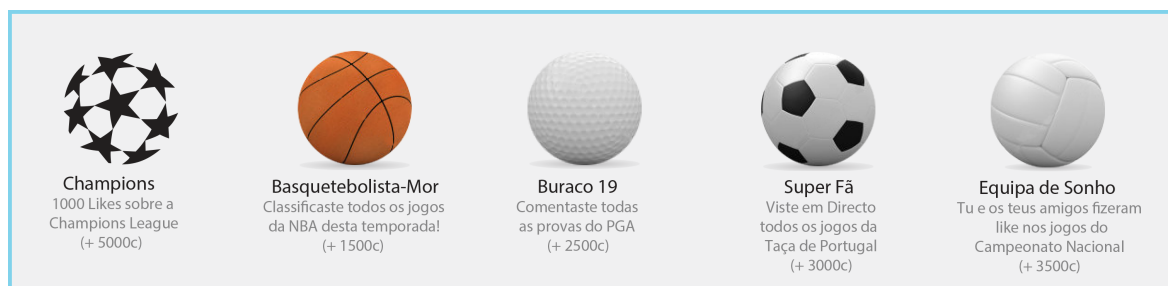 Champions
1000 Likes sobre a
Champions League
(+ 5000c)
Basquetebolista-Mor
Classificaste todos os jogos
da NBA desta temporada!
(+ 1500c)
Buraco 19
Comentaste todas
as provas do PGA
(+ 2500c)
Super Fã
Viste em Directo
todos os jogos da
Taça de Portugal
(+ 3000c)
Equipa de Sonho
Tu e os teus amigos fizeram
like nos jogos do
Campeonato Nacional
(+ 3500c)